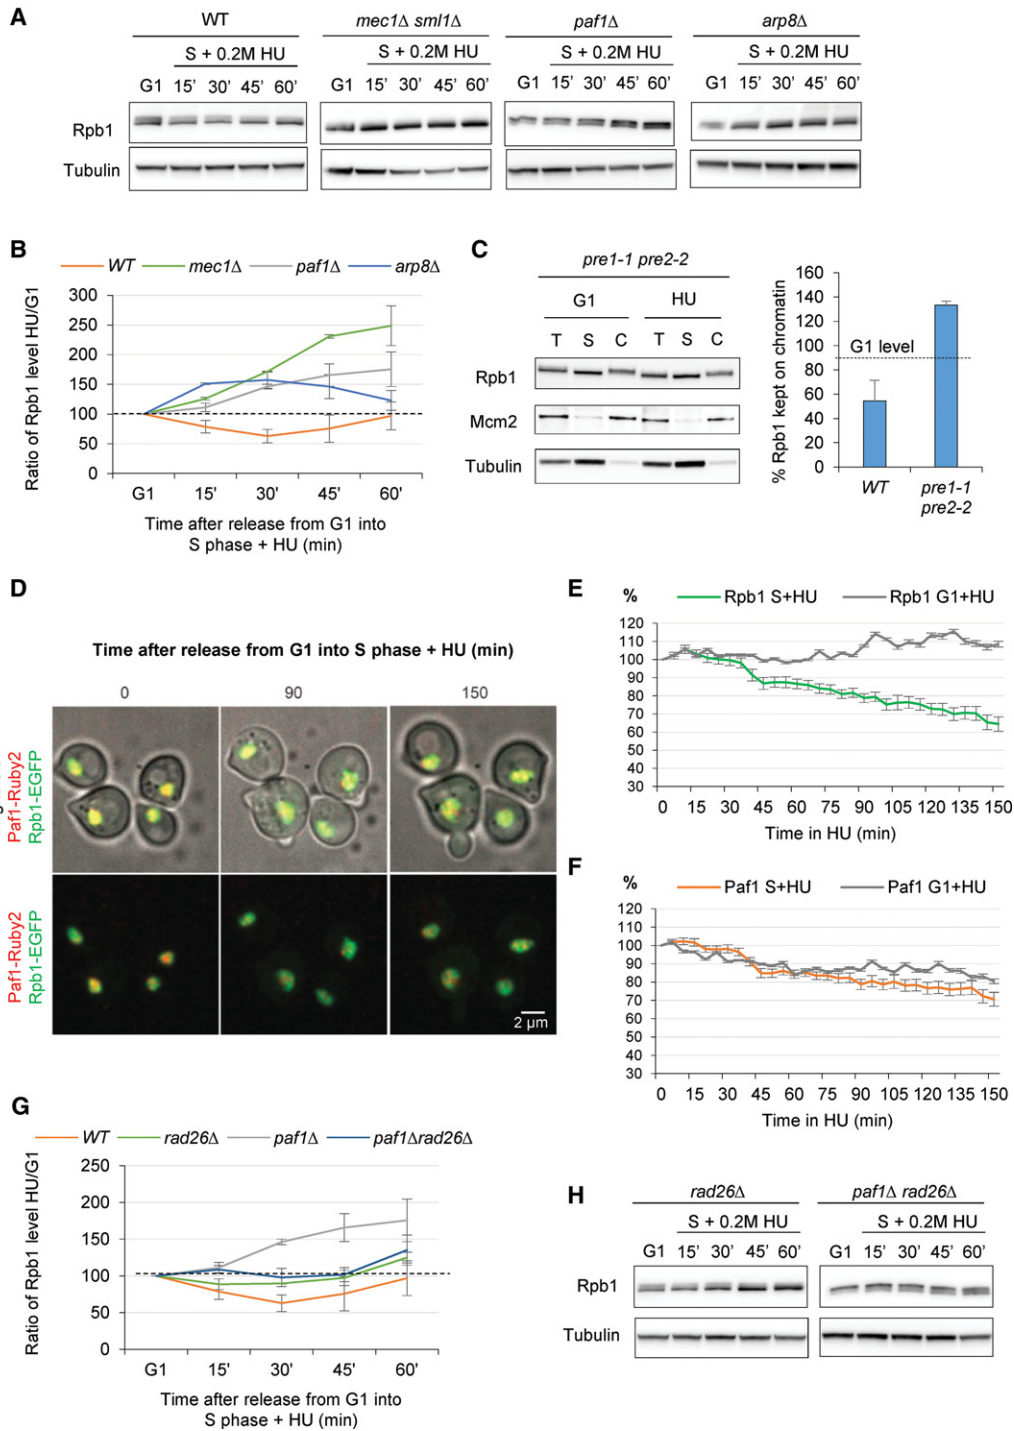 A
WT
mec1Δ sml1Δ
paf1Δ
arp8Δ
S + 0.2M HU
S + 0.2M HU
S + 0.2M HU
S + 0.2M HU
G1 15' 30' 45' 60'
G1 15' 30' 45' 60'
G1 15' 30' 45' 60'
G1 15' 30' 45' 60'
Rpb1
Tubulin
B
WT mec1Δ paf1Δ arp8Δ
Ratio of Rpb1 level HU/G1
300
250
200
150
100
50
0
G1 15' 30' 45' 60'
Time after release from G1 into
S phase + HU (min)
C
pre1-1 pre2-2
G1 HU
T S C T S C
Rpb1
Mcm2
Tubulin
% Rpb1 kept on chromatin
160
140
120
100
80
60
40
20
0
G1 level
WT pre1-1
pre2-2
D
Time after release from G1 into S phase + HU (min)
0 90 150
Paf1-Ruby2
Rpb1-EGFP
Paf1-Ruby2
Rpb1-EGFP
2 μm
E
% Rpb1 S+HU Rpb1 G1+HU
120
110
100
90
80
70
60
50
40
30
0 15 30 45 60 75 90 105 120 135 150
Time in HU (min)
F
% Paf1 S+HU Paf1 G1+HU
120
110
100
90
80
70
60
50
40
30
0 15 30 45 60 75 90 105 120 135 150
Time in HU (min)
G
WT rad26Δ paf1Δ paf1Δrad26Δ
Ratio of Rpb1 level HU/G1
250
200
150
100
50
0
G1 15' 30' 45' 60'
Time after release from G1 into
S phase + HU (min)
H
rad26Δ
paf1Δ rad26Δ
S + 0.2M HU
S + 0.2M HU
G1 15' 30' 45' 60'
G1 15' 30' 45' 60'
Rpb1
Tubulin